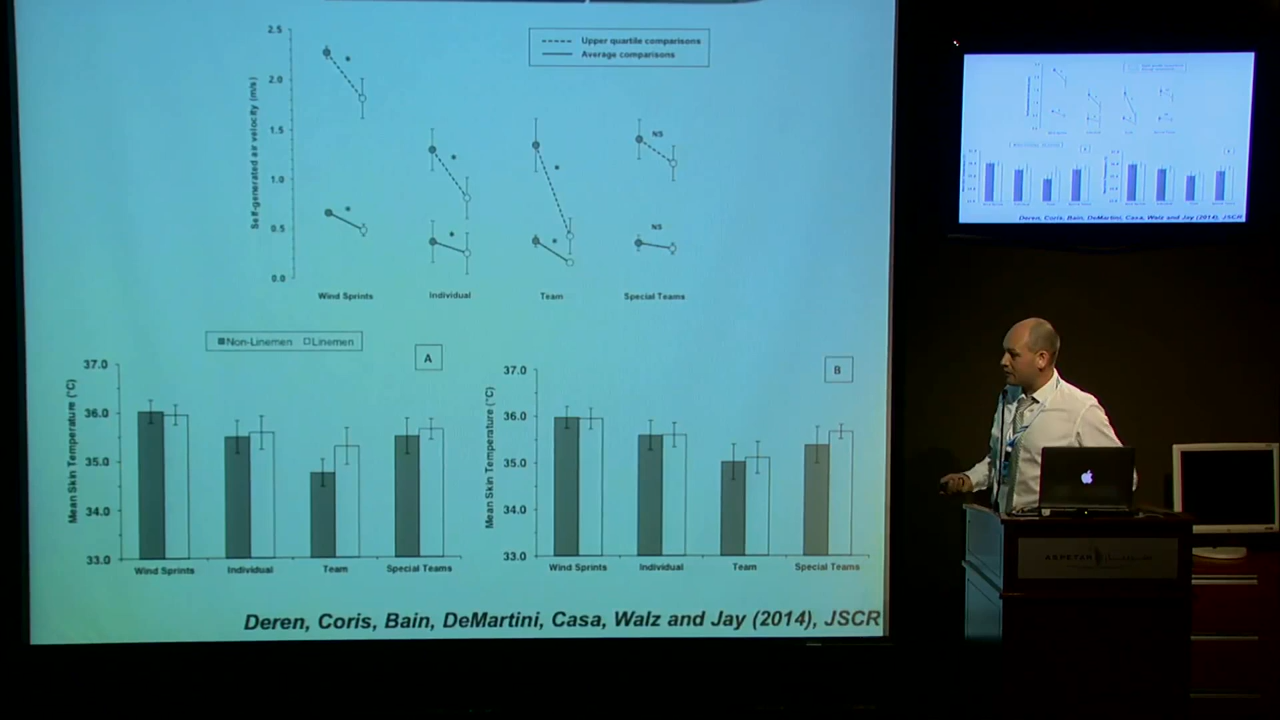 2.5
Upper quartile comparisons
Average comparisons
2.0
1.5
1.0
0.5
0.0
Self-generated air velocity (m/s)
* * * * * * NS NS
Wind Sprints Individual Team Special Teams
Non-Linemen Linemen
A
37.0
36.0
35.0
34.0
33.0
Mean Skin Temperature (°C)
Wind Sprints Individual Team Special Teams
B
37.0
36.0
35.0
34.0
33.0
Mean Skin Temperature (°C)
Wind Sprints Individual Team Special Teams
Deren, Coris, Bain, DeMartini, Casa, Walz and Jay (2014), JSCR
Deren, Coris, Bain, DeMartini, Casa, Walz and Jay (2014), JSCR
ASPETAR